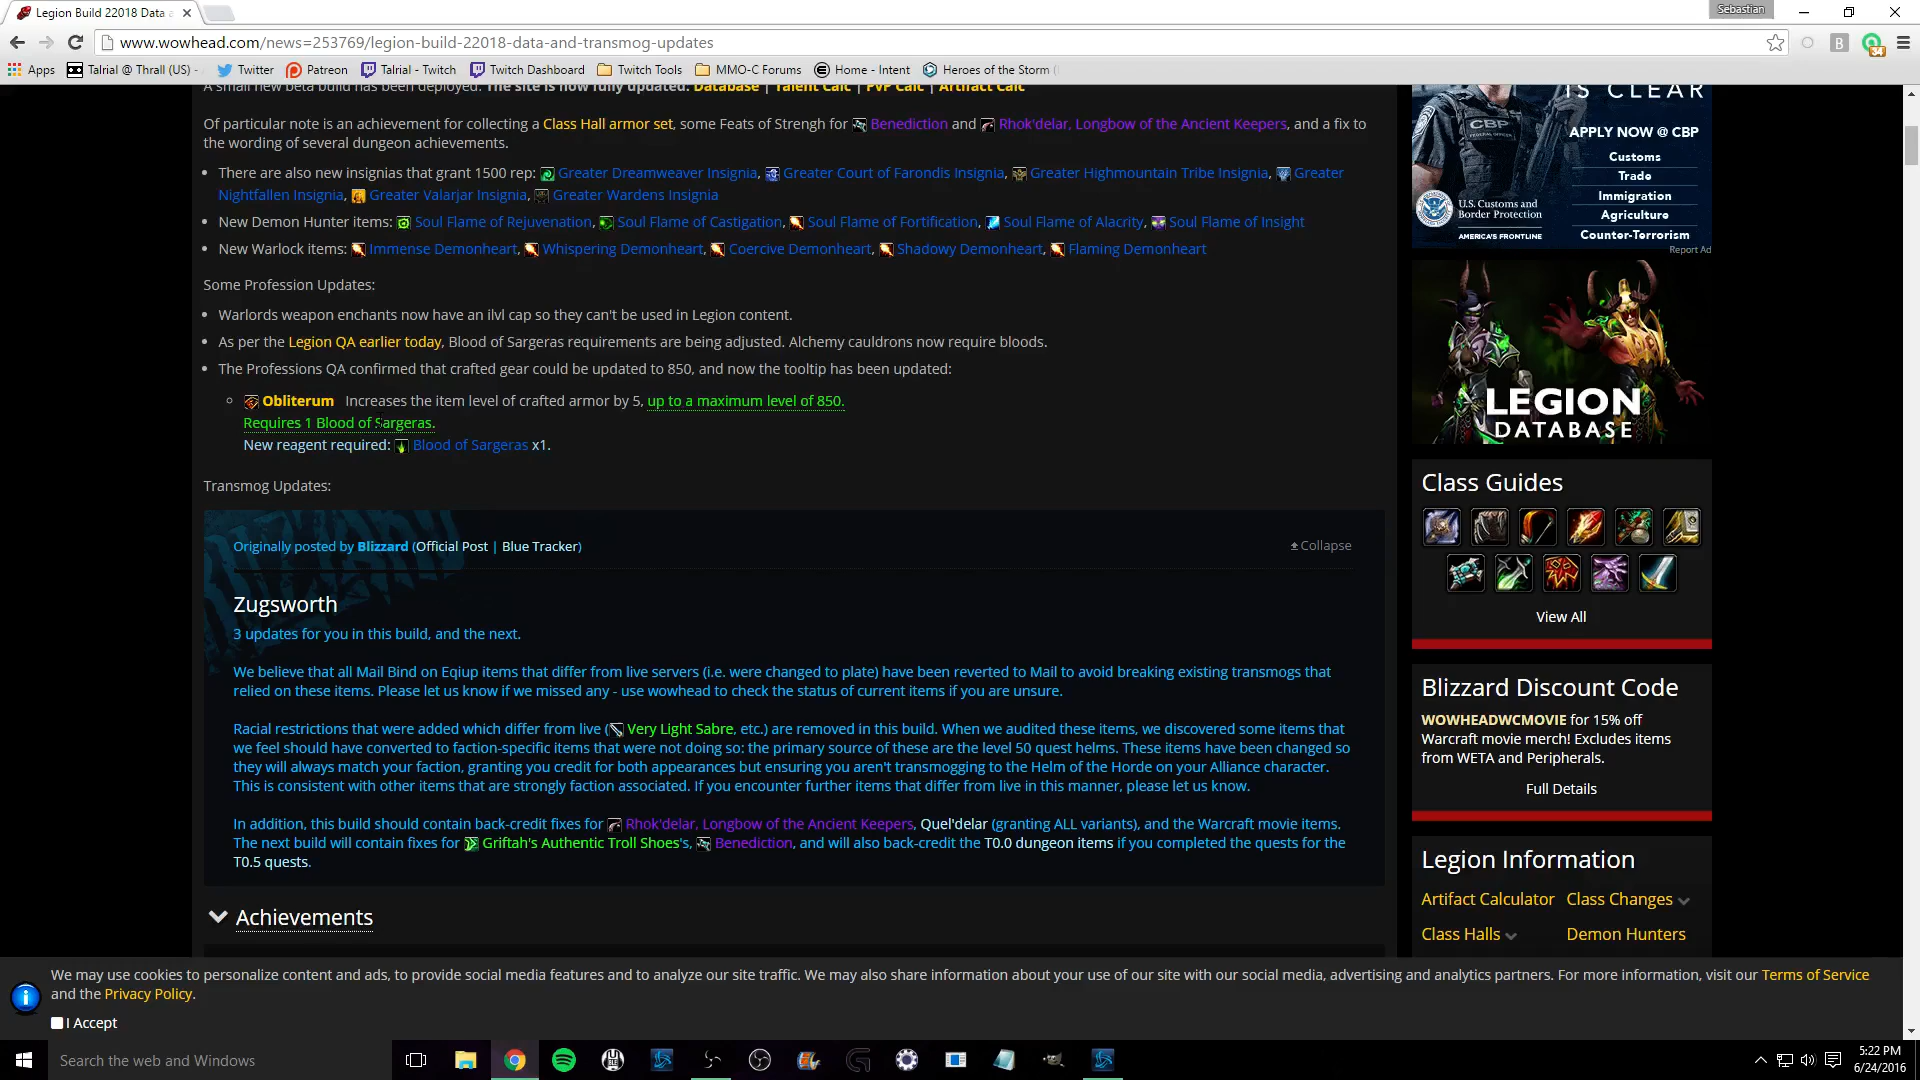 Legion Build 22018 Data a
Sebastian
www.wowhead.com/news=253769/legion-build-22018-data-and-transmog-updates
B
34
Apps
Talrial @ Thrall (US) -
Twitter
Patreon
Talrial - Twitch
Twitch Dashboard
Twitch Tools
MMO-C Forums
Home - Intent
Heroes of the Storm (
A small new beta build has been deployed. The site is now fully updated. Database | Talent Calc | PvP Calc | Artifact Calc
Of particular note is an achievement for collecting a Class Hall armor set, some Feats of Strengh for Benediction and Rhok'delar, Longbow of the Ancient Keepers, and a fix to
the wording of several dungeon achievements.
• There are also new insignias that grant 1500 rep: Greater Dreamweaver Insignia, Greater Court of Farondis Insignia, Greater Highmountain Tribe Insignia, Greater
Nightfallen Insignia, Greater Valarjar Insignia, Greater Wardens Insignia
• New Demon Hunter items: Soul Flame of Rejuvenation, Soul Flame of Castigation, Soul Flame of Fortification, Soul Flame of Alacrity, Soul Flame of Insight
• New Warlock items: Immense Demonheart, Whispering Demonheart, Coercive Demonheart, Shadowy Demonheart, Flaming Demonheart
Some Profession Updates:
• Warlords weapon enchants now have an ilvl cap so they can't be used in Legion content.
• As per the Legion QA earlier today, Blood of Sargeras requirements are being adjusted. Alchemy cauldrons now require bloods.
• The Professions QA confirmed that crafted gear could be updated to 850, and now the tooltip has been updated:
Obliterum Increases the item level of crafted armor by 5, up to a maximum level of 850.
Requires 1 Blood of Sargeras.
New reagent required: Blood of Sargeras x1.
Transmog Updates:
Originally posted by Blizzard (Official Post | Blue Tracker)
Collapse
Zugsworth
3 updates for you in this build, and the next.
We believe that all Mail Bind on Eqiup items that differ from live servers (i.e. were changed to plate) have been reverted to Mail to avoid breaking existing transmogs that
relied on these items. Please let us know if we missed any - use wowhead to check the status of current items if you are unsure.
Racial restrictions that were added which differ from live (Very Light Sabre, etc.) are removed in this build. When we audited these items, we discovered some items that
we feel should have converted to faction-specific items that were not doing so: the primary source of these are the level 50 quest helms. These items have been changed so
they will always match your faction, granting you credit for both appearances but ensuring you aren't transmogging to the Helm of the Horde on your Alliance character.
This is consistent with other items that are strongly faction associated. If you encounter further items that differ from live in this manner, please let us know.
In addition, this build should contain back-credit fixes for Rhok'delar, Longbow of the Ancient Keepers, Quel'delar (granting ALL variants), and the Warcraft movie items.
The next build will contain fixes for Griftah's Authentic Troll Shoes's, Benediction, and will also back-credit the T0.0 dungeon items if you completed the quests for the
T0.5 quests.
Achievements
IS CLEAR
CBP
APPLY NOW @ CBP
Customs
Trade
Immigration
Agriculture
Counter-Terrorism
U.S. Customs and
Border Protection
AMERICA'S FRONTLINE
Report Ad
LEGION
DATABASE
Class Guides
View All
Blizzard Discount Code
WOWHEADWCMOVIE for 15% off
Warcraft movie merch! Excludes items
from WETA and Peripherals.
Full Details
Legion Information
Artifact Calculator
Class Changes
Class Halls
Demon Hunters
We may use cookies to personalize content and ads, to provide social media features and to analyze our site traffic. We may also share information about your use of our site with our social media, advertising and analytics partners. For more information, visit our Terms of Service
and the Privacy Policy.
I Accept
Search the web and Windows
5:22 PM
6/24/2016